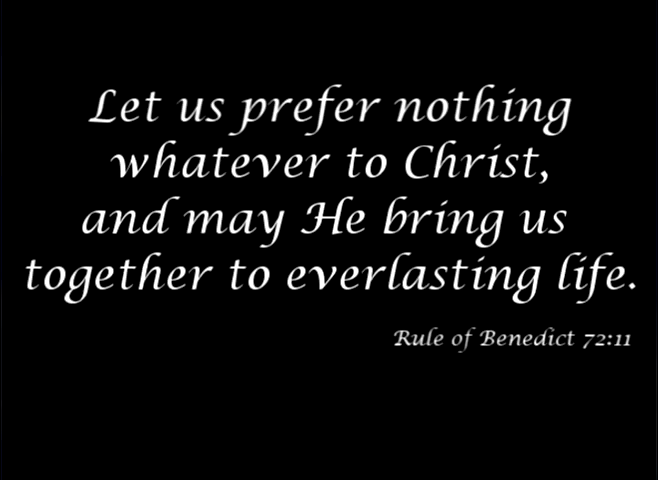 Let us prefer nothing
whatever to Christ,
and may He bring us
together to everlasting life.
Rule of Benedict 72:11